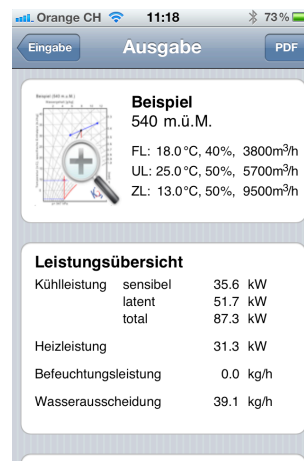 Orange CH 11:18 73%
Eingabe Ausgabe PDF
Beispiel
540 m.ü.M.
FL: 18.0°C, 40%, 3800m³/h
UL: 25.0°C, 50%, 5700m³/h
ZL: 13.0°C, 50%, 9500m³/h
Leistungsübersicht
Kühlleistung sensibel 35.6 kW
latent 51.7 kW
total 87.3 kW
Heizleistung 31.3 kW
Befeuchtungsleistung 0.0 kg/h
Wasserausscheidung 39.1 kg/h